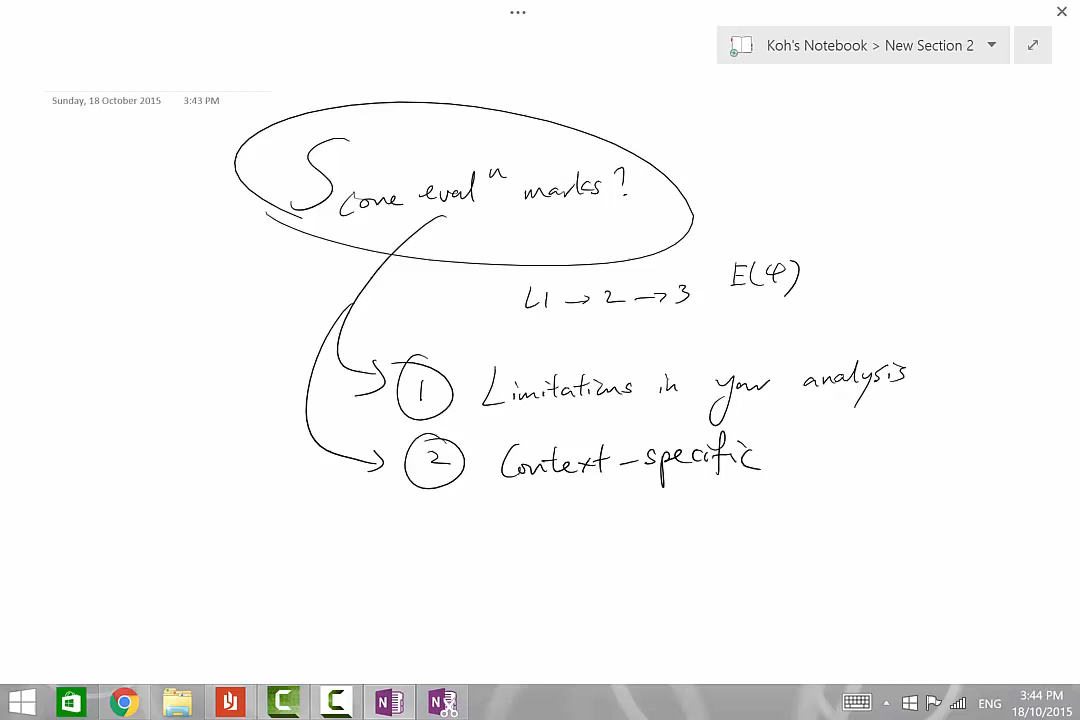 Koh's Notebook > New Section 2
Sunday, 18 October 2015 3:43 PM
Score evalⁿ marks?
L1 → 2 → 3 E(4)
1 Limitations in your analysis
2 Context-specific
ENG
3:44 PM
18/10/2015